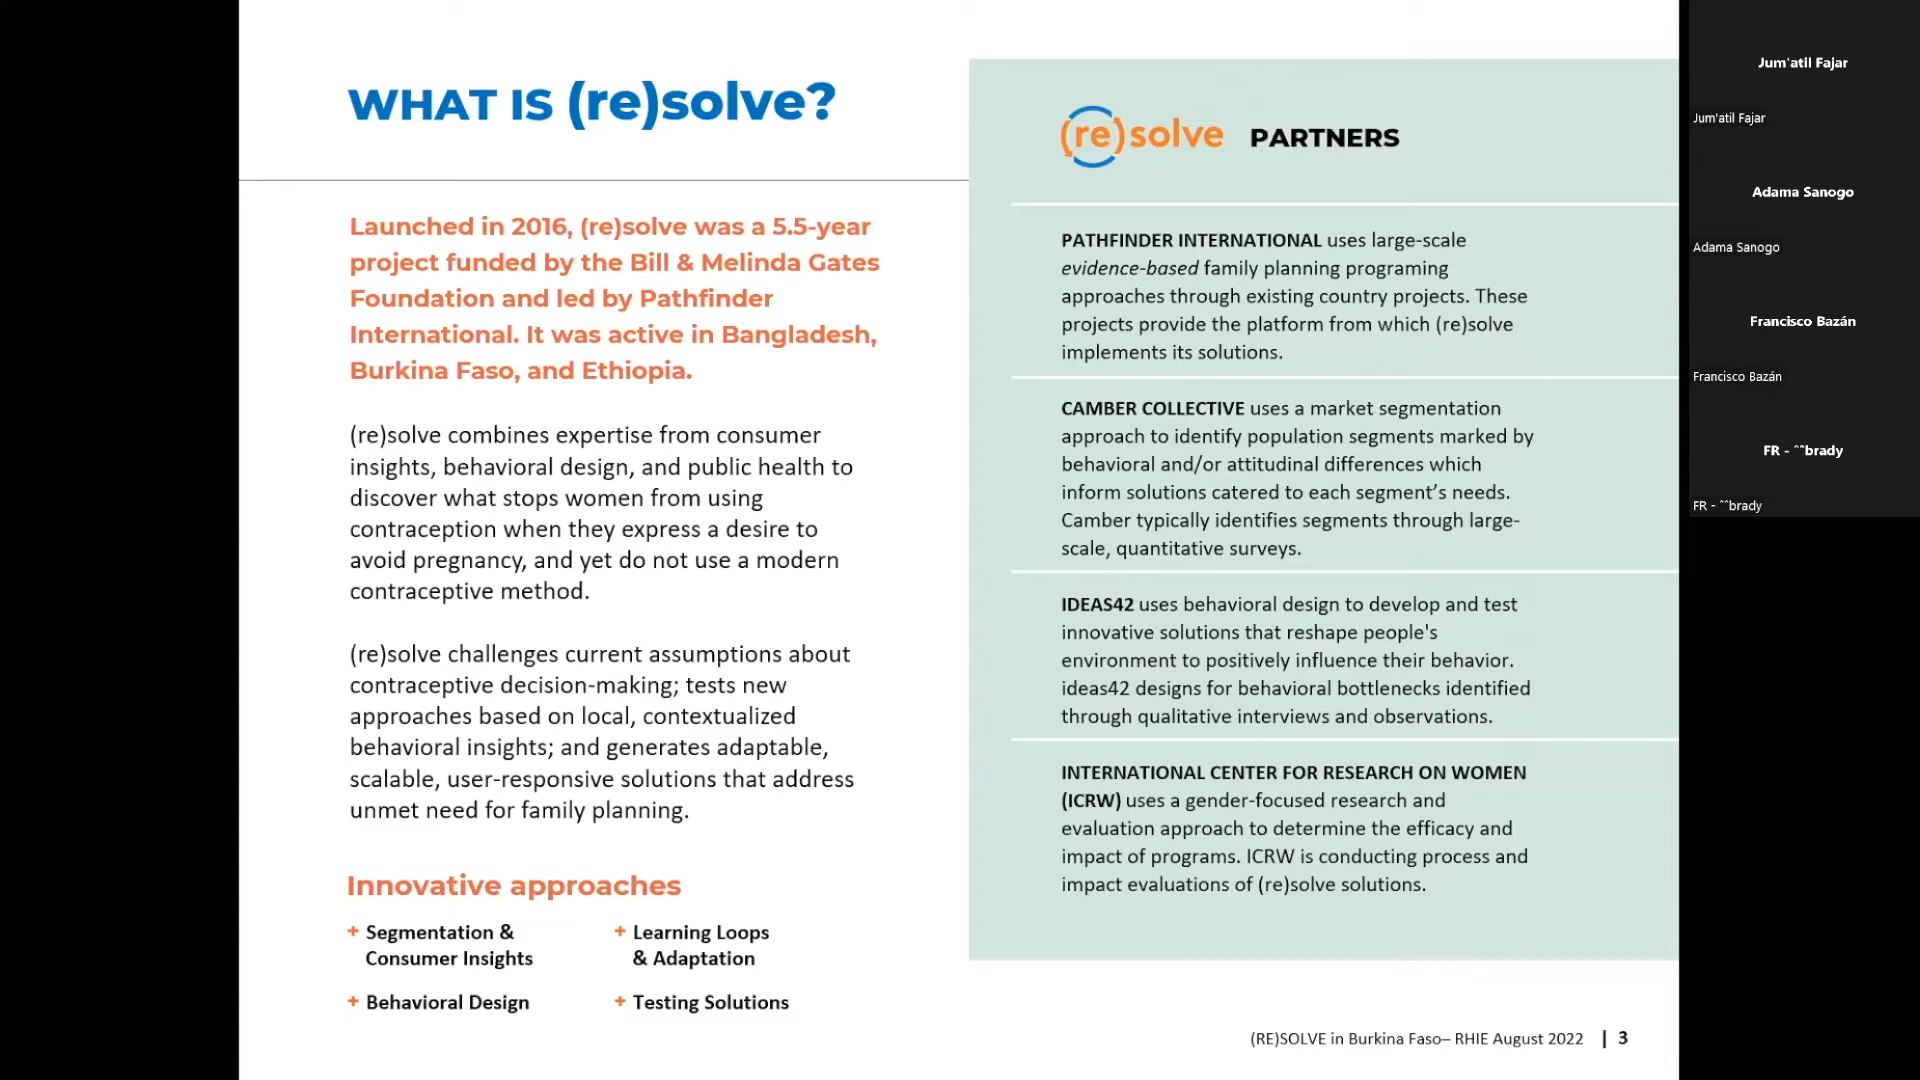 WHAT IS (re)solve?
Launched in 2016, (re)solve was a 5.5-year
project funded by the Bill & Melinda Gates
Foundation and led by Pathfinder
International. It was active in Bangladesh,
Burkina Faso, and Ethiopia.
(re)solve combines expertise from consumer
insights, behavioral design, and public health to
discover what stops women from using
contraception when they express a desire to
avoid pregnancy, and yet do not use a modern
contraceptive method.
(re)solve challenges current assumptions about
contraceptive decision-making; tests new
approaches based on local, contextualized
behavioral insights; and generates adaptable,
scalable, user-responsive solutions that address
unmet need for family planning.
Innovative approaches
+ Segmentation &
Consumer Insights
+ Behavioral Design
+ Learning Loops
& Adaptation
+ Testing Solutions
(re)solve PARTNERS
PATHFINDER INTERNATIONAL uses large-scale
evidence-based family planning programing
approaches through existing country projects. These
projects provide the platform from which (re)solve
implements its solutions.
CAMBER COLLECTIVE uses a market segmentation
approach to identify population segments marked by
behavioral and/or attitudinal differences which
inform solutions catered to each segment’s needs.
Camber typically identifies segments through large-
scale, quantitative surveys.
IDEAS42 uses behavioral design to develop and test
innovative solutions that reshape people's
environment to positively influence their behavior.
ideas42 designs for behavioral bottlenecks identified
through qualitative interviews and observations.
INTERNATIONAL CENTER FOR RESEARCH ON WOMEN
(ICRW) uses a gender-focused research and
evaluation approach to determine the efficacy and
impact of programs. ICRW is conducting process and
impact evaluations of (re)solve solutions.
(RE)SOLVE in Burkina Faso– RHIE August 2022 | 3
Jum'atil Fajar
Jum'atil Fajar
Adama Sanogo
Adama Sanogo
Francisco Bazán
Francisco Bazán
FR - ˆˆbrady
FR - ˆˆbrady